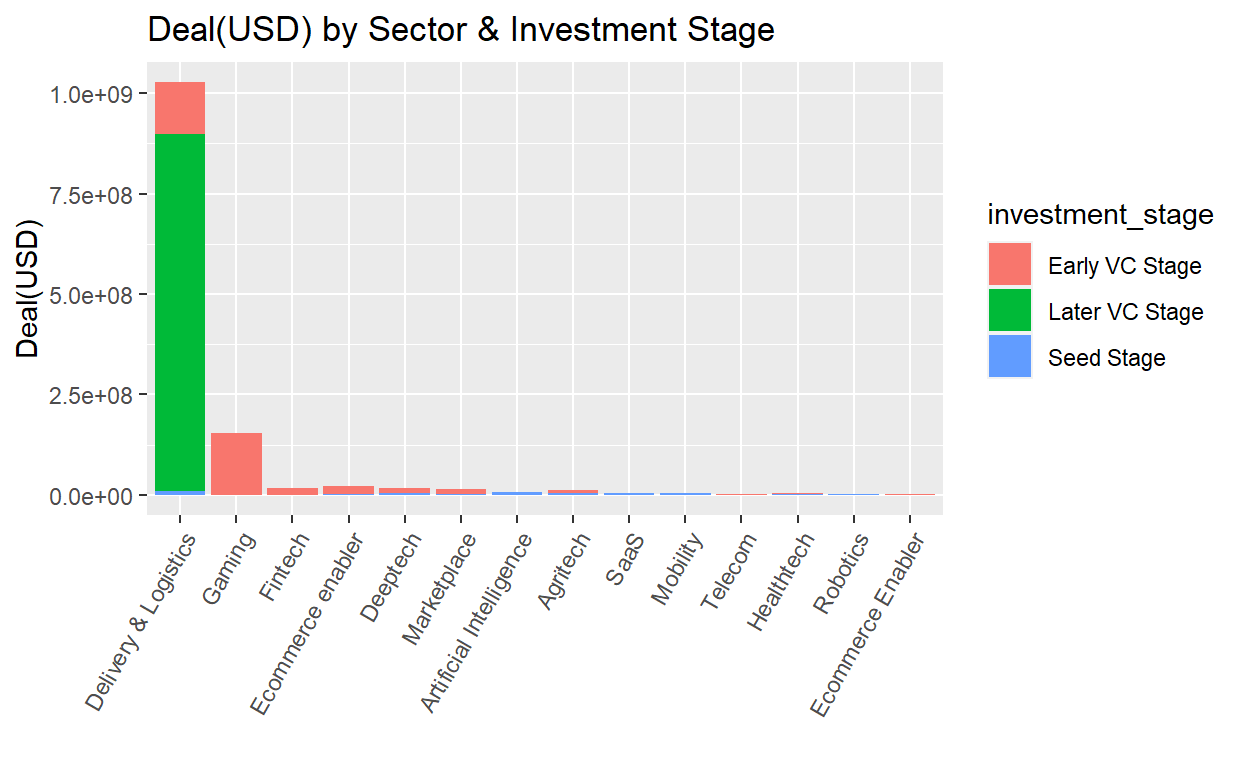 Deal(USD) by Sector & Investment Stage
Deal(USD)
1.0e+09
7.5e+08
5.0e+08
2.5e+08
0.0e+00
Delivery & Logistics
Gaming
Fintech
Ecommerce enabler
Deeptech
Marketplace
Artificial Intelligence
Agritech
SaaS
Mobility
Telecom
Healthtech
Robotics
Ecommerce Enabler
investment_stage
Early VC Stage
Later VC Stage
Seed Stage